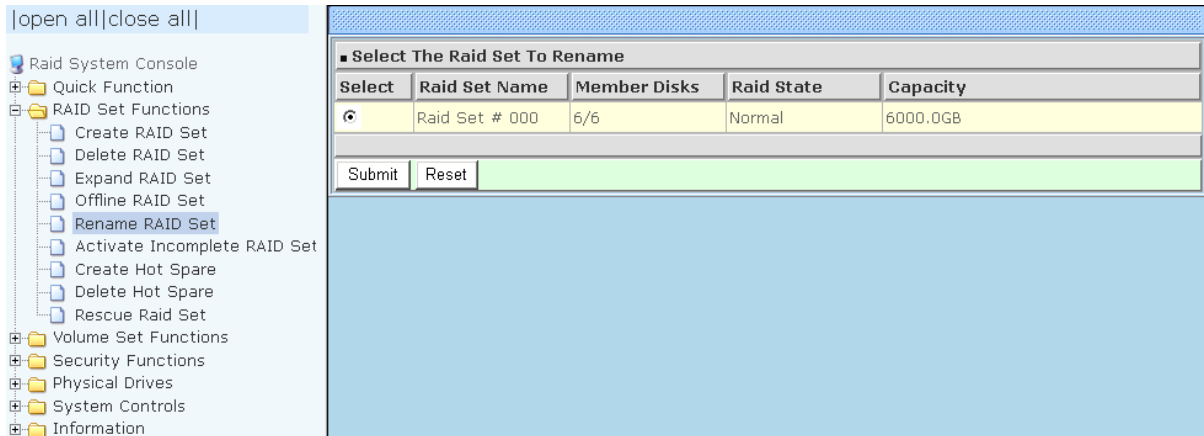 |open all|close all|
Raid System Console
Quick Function
RAID Set Functions
Create RAID Set
Delete RAID Set
Expand RAID Set
Offline RAID Set
Rename RAID Set
Activate Incomplete RAID Set
Create Hot Spare
Delete Hot Spare
Rescue Raid Set
Volume Set Functions
Security Functions
Physical Drives
System Controls
Information
Select The Raid Set To Rename
Select Raid Set Name Member Disks Raid State Capacity
Raid Set # 000 6/6 Normal 6000.0GB
Submit Reset